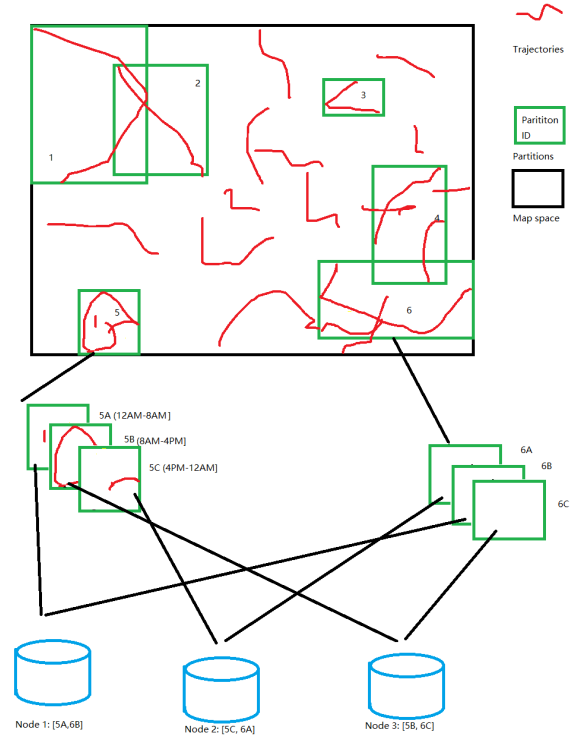 Trajectories
Parititon
ID
Partitions
Map space
1
2
3
4
5
6
5A (12AM-8AM]
5B (8AM-4PM]
5C (4PM-12AM]
6A
6B
6C
Node 1: [5A,6B]
Node 2: [5C, 6A]
Node 3: [5B, 6C]